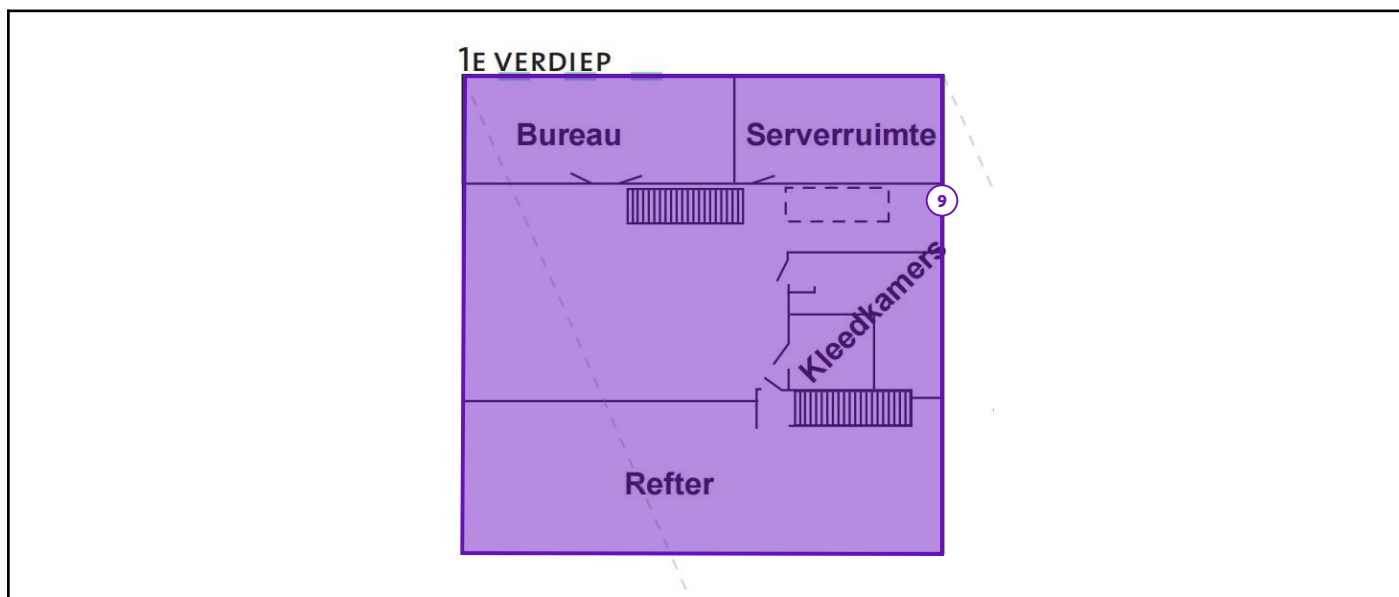 1E VERDIEP
Bureau
Serverruimte
9
Kleedkamers
Refter